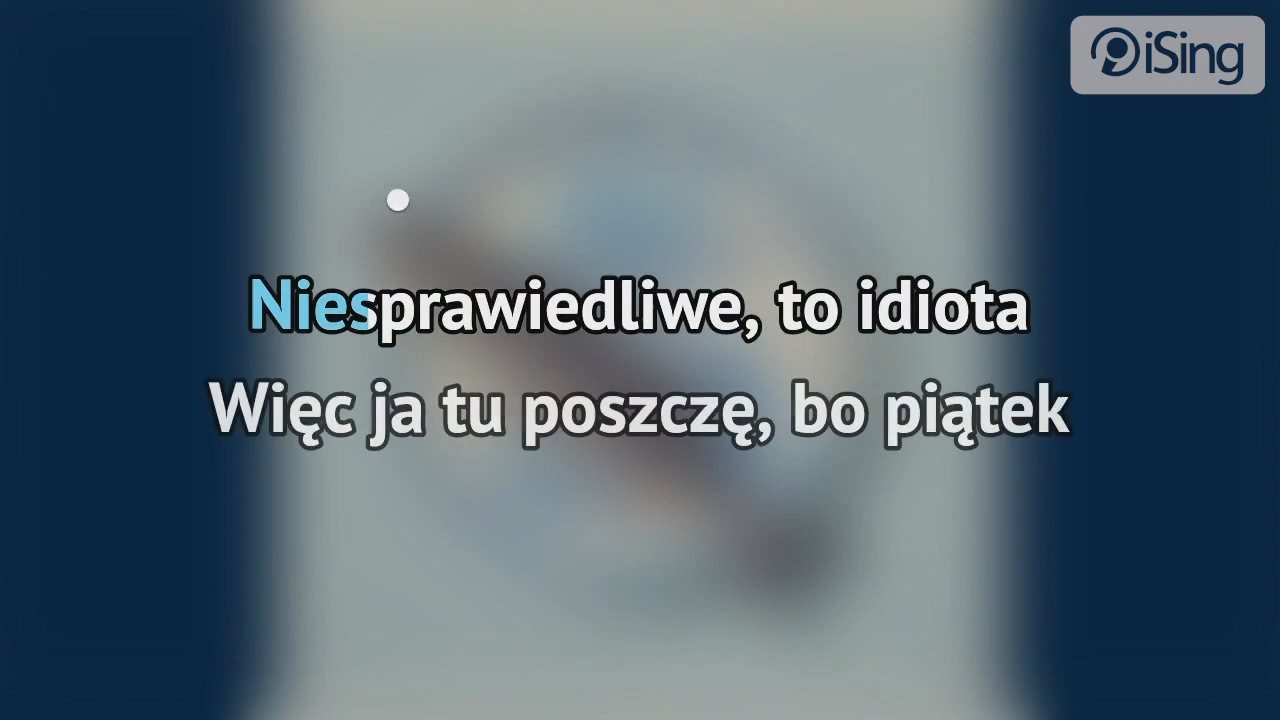 iSing
Niesprawiedliwe, to idiota
Więc ja tu poszczę, bo piątek